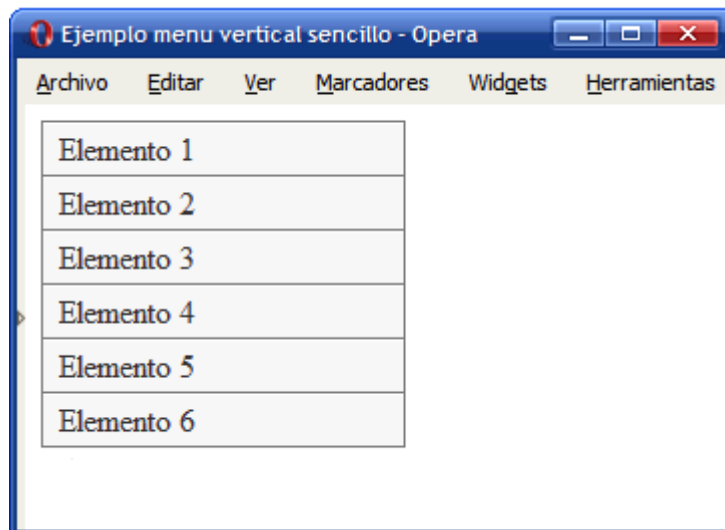 Ejemplo menu vertical sencillo - Opera
Archivo Editar Ver Marcadores Widgets Herramientas
Elemento 1
Elemento 2
Elemento 3
Elemento 4
Elemento 5
Elemento 6